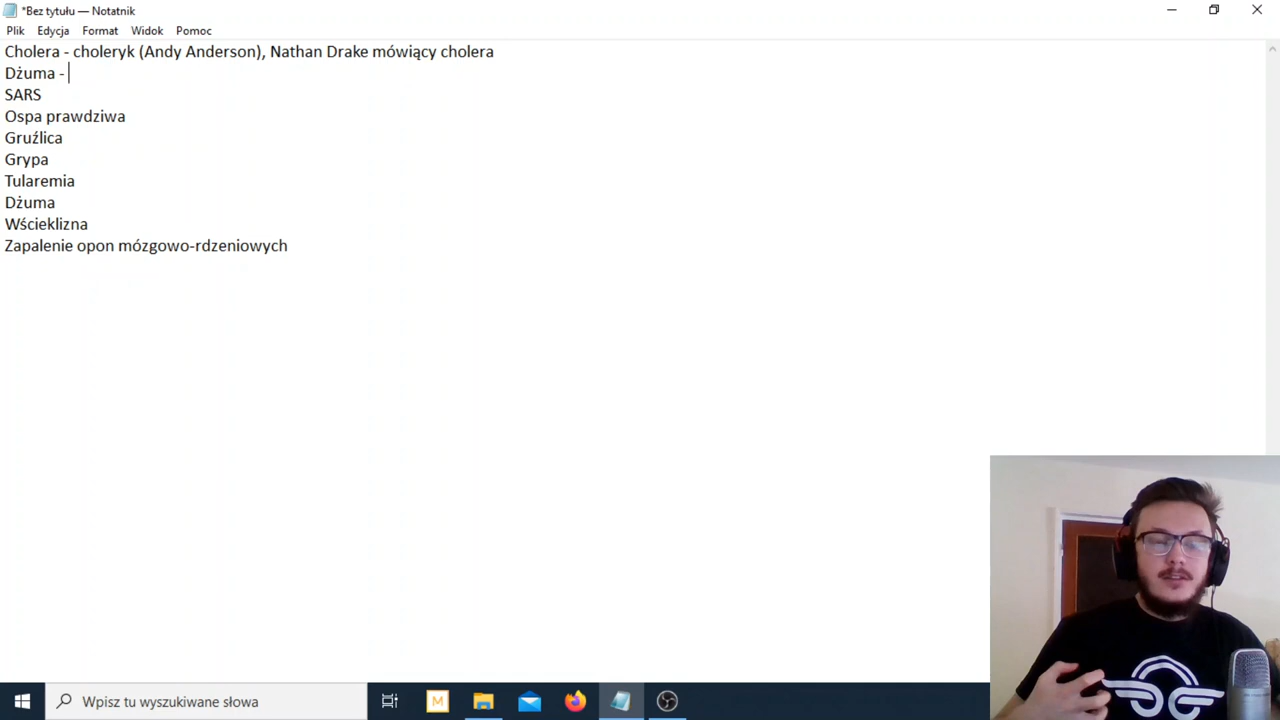 *Bez tytułu — Notatnik
Plik Edycja Format Widok Pomoc
Cholera - choleryk (Andy Anderson), Nathan Drake mówiący cholera
Dżuma -
SARS
Ospa prawdziwa
Gruźlica
Grypa
Tularemia
Dżuma
Wścieklizna
Zapalenie opon mózgowo-rdzeniowych
M
Wpisz tu wyszukiwane słowa